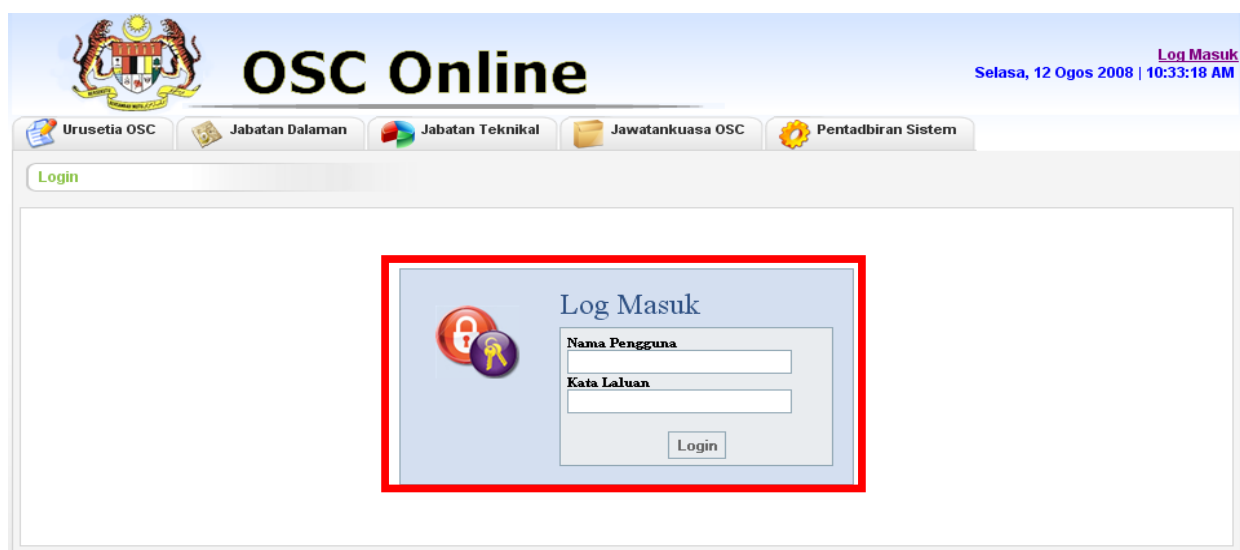 OSC Online
Log Masuk
Selasa, 12 Ogos 2008 | 10:33:18 AM
Urusetia OSC
Jabatan Dalaman
Jabatan Teknikal
Jawatankuasa OSC
Pentadbiran Sistem
Login
Log Masuk
Nama Pengguna
Kata Laluan
Login